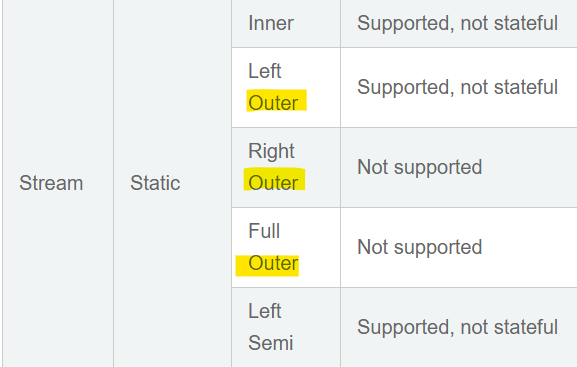 Inner
Supported, not stateful
Left
Outer
Supported, not stateful
Stream
Static
Right
Outer
Not supported
Full
Outer
Not supported
Left
Semi
Supported, not stateful